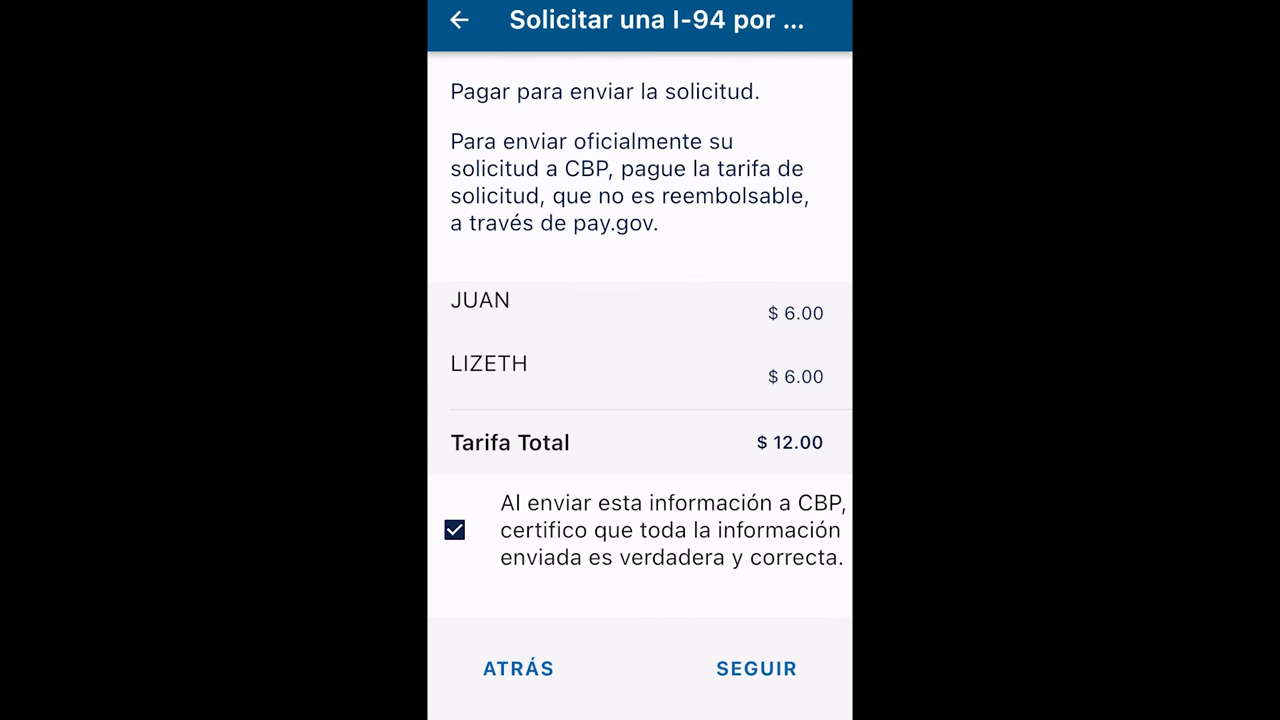 Solicitar una I-94 por ...
Pagar para enviar la solicitud.
Para enviar oficialmente su
solicitud a CBP, pague la tarifa de
solicitud, que no es reembolsable,
a través de pay.gov.
JUAN
$ 6.00
LIZETH
$ 6.00
Tarifa Total $ 12.00
Al enviar esta información a CBP,
certifico que toda la información
enviada es verdadera y correcta.
ATRÁS SEGUIR